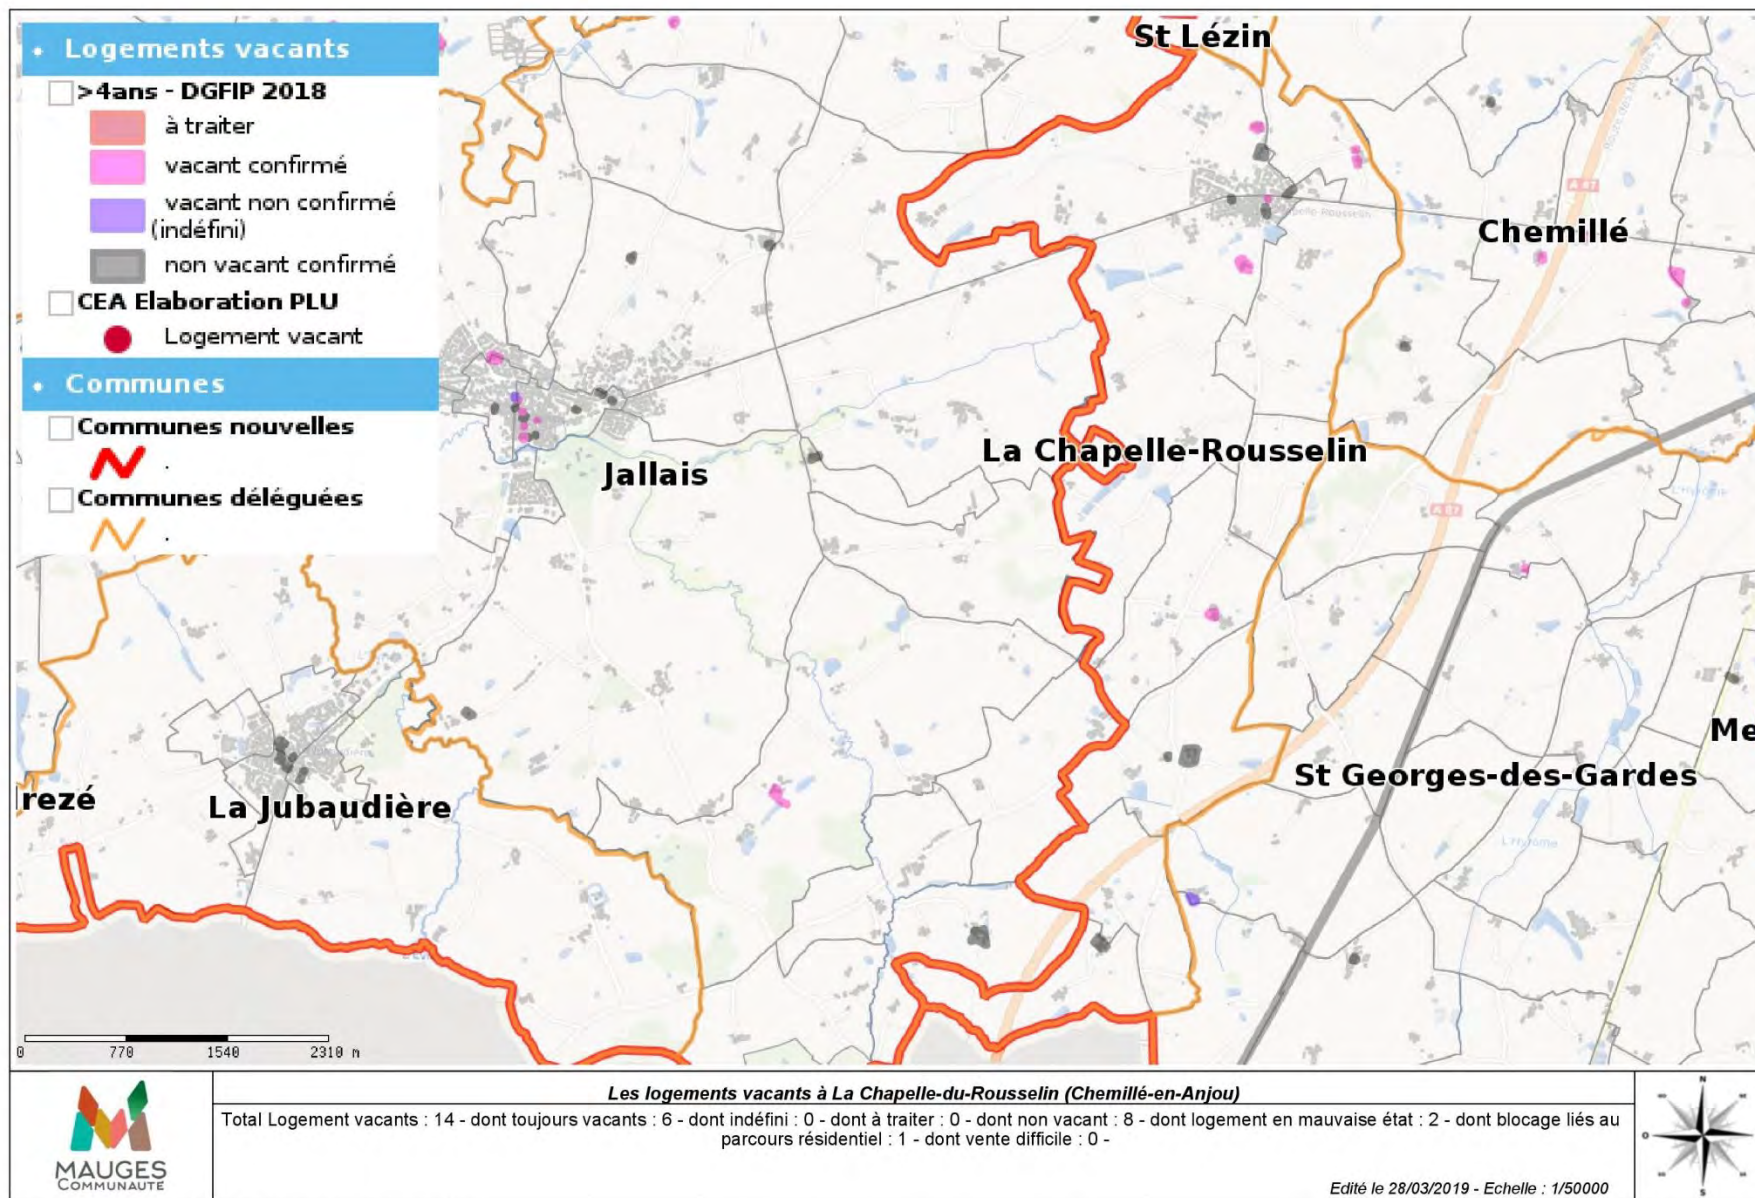 Logements vacants
>4ans - DGFIP 2018
à traiter
vacant confirmé
vacant non confirmé
(indéfini)
non vacant confirmé
CEA Elaboration PLU
Logement vacant
Communes
Communes nouvelles
.
Communes déléguées
.
St Lézin
A 87
Chemillé
La Chapelle-Rousselin
Jallais
A 87
L'Hyrôme
Me
St Georges-des-Gardes
rezé
La Jubaudière
L'Hyrôme
0 770 1540 2310 m
MAUGES
COMMUNAUTÉ
Les logements vacants à La Chapelle-du-Rousselin (Chemillé-en-Anjou)
Total Logement vacants : 14 - dont toujours vacants : 6 - dont indéfini : 0 - dont à traiter : 0 - dont non vacant : 8 - dont logement en mauvaise état : 2 - dont blocage liés au
parcours résidentiel : 1 - dont vente difficile : 0 -
Edité le 28/03/2019 - Echelle : 1/50000
N
O
E
S